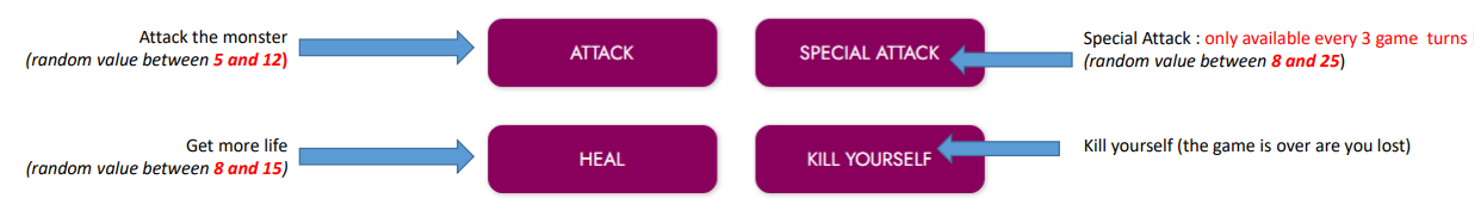 Attack the monster
(random value between 5 and 12)
ATTACK
SPECIAL ATTACK
Special Attack : only available every 3 game turns
(random value between 8 and 25)
Get more life
(random value between 8 and 15)
HEAL
KILL YOURSELF
Kill yourself (the game is over are you lost)